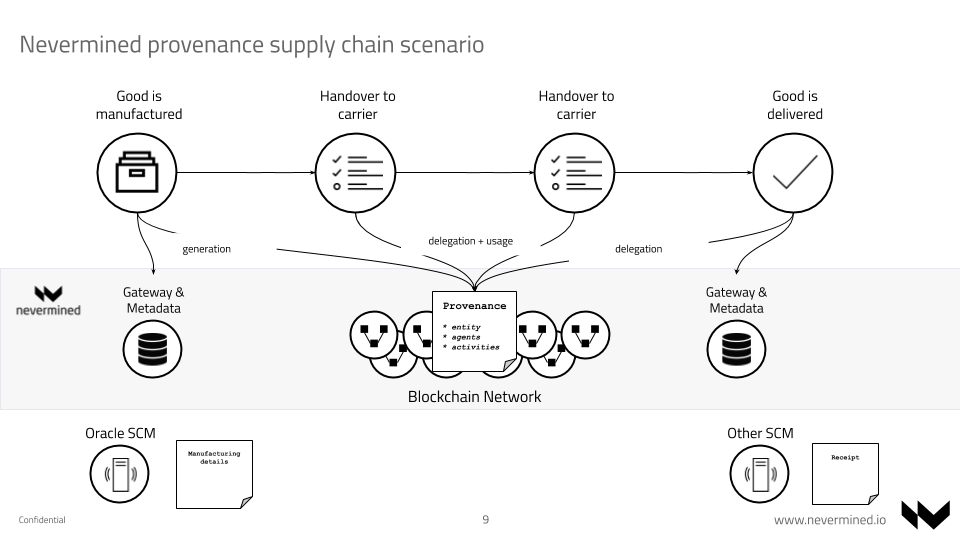 Nevermined provenance supply chain scenario
Good is
manufactured
Handover to
carrier
Handover to
carrier
Good is
delivered
generation
delegation + usage
delegation
nevermined
Gateway &
Metadata
Provenance
* entity
* agents
* activities
Gateway &
Metadata
Blockchain Network
Oracle SCM
Manufacturing
details
Other SCM
Receipt
Confidential
9
www.nevermined.io